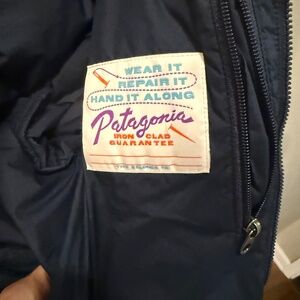 WEAR IT
REPAIR IT
HAND IT ALONG
Patagonia
IRON CLAD
GUARANTEE